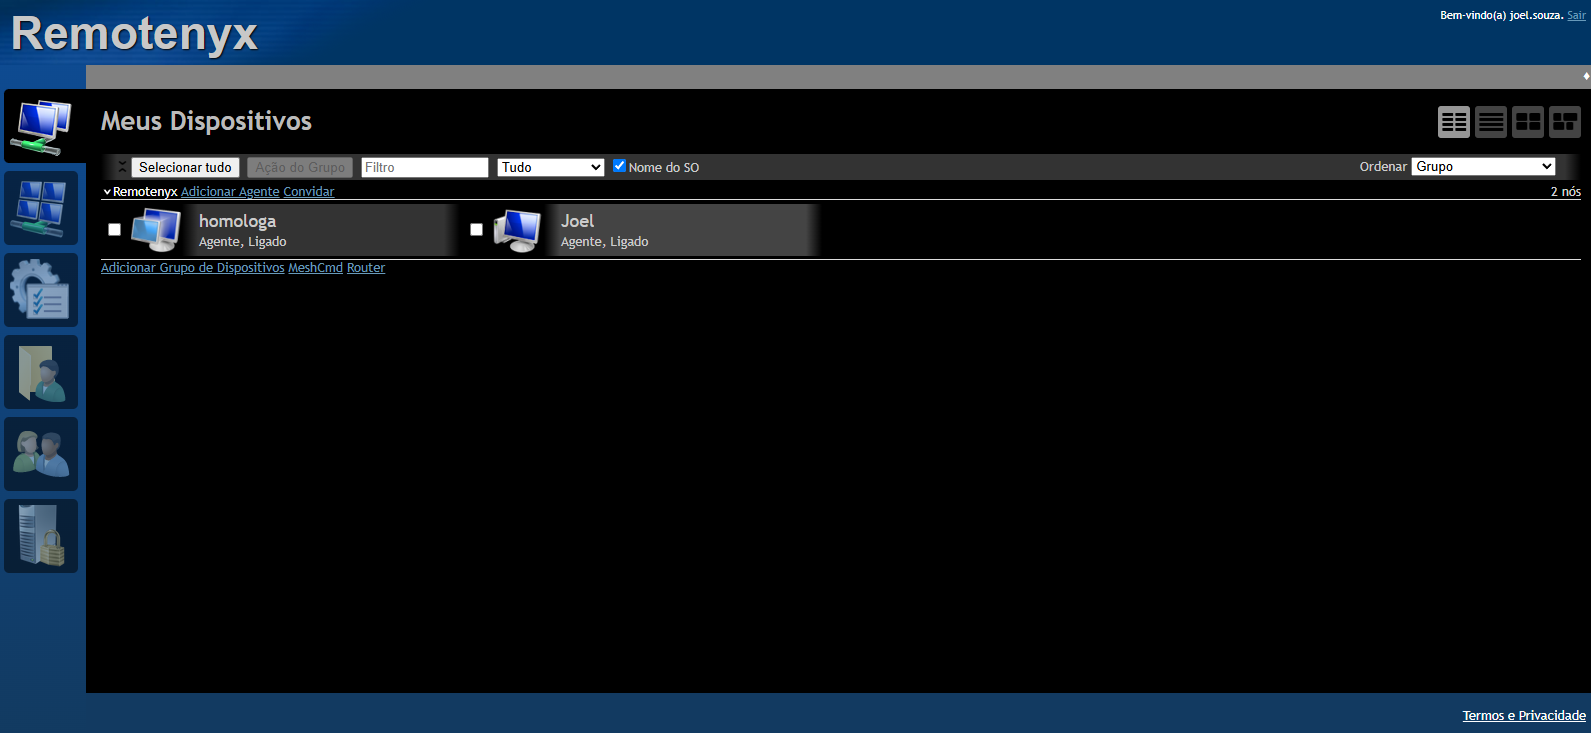 Remotenyx
Bem-vindo(a) joel.souza. Sair
Meus Dispositivos
Selecionar tudo Ação do Grupo Filtro Tudo Nome do SO Ordenar Grupo
Remotenyx Adicionar Agente Convidar 2 nós
homologa Joel
Agente, Ligado Agente, Ligado
Adicionar Grupo de Dispositivos MeshCmd Router
Termos e Privacidade